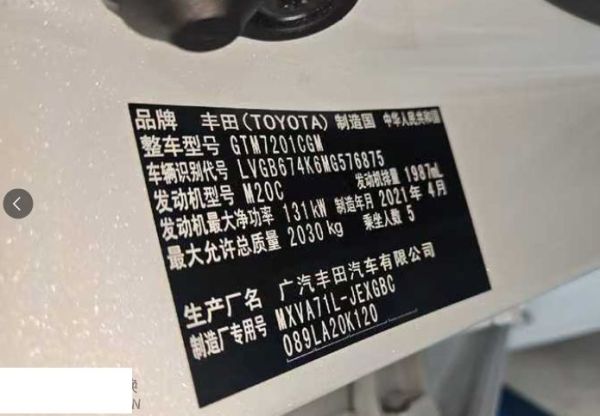 品牌 丰田(TOYOTA) 制造国 中华人民共和国
整车型号 GTM7201CGM
车辆识别代号 LVGB674K6MG576875
发动机型号 M20C 发动机排量 1987mL
发动机最大净功率 131kW 制造年月 2021年4月
最大允许总质量 2030kg 乘坐人数 5
生产厂名 广汽丰田汽车有限公司
制造厂专用号 MXVA71L-JEXGBC
089LA20K120